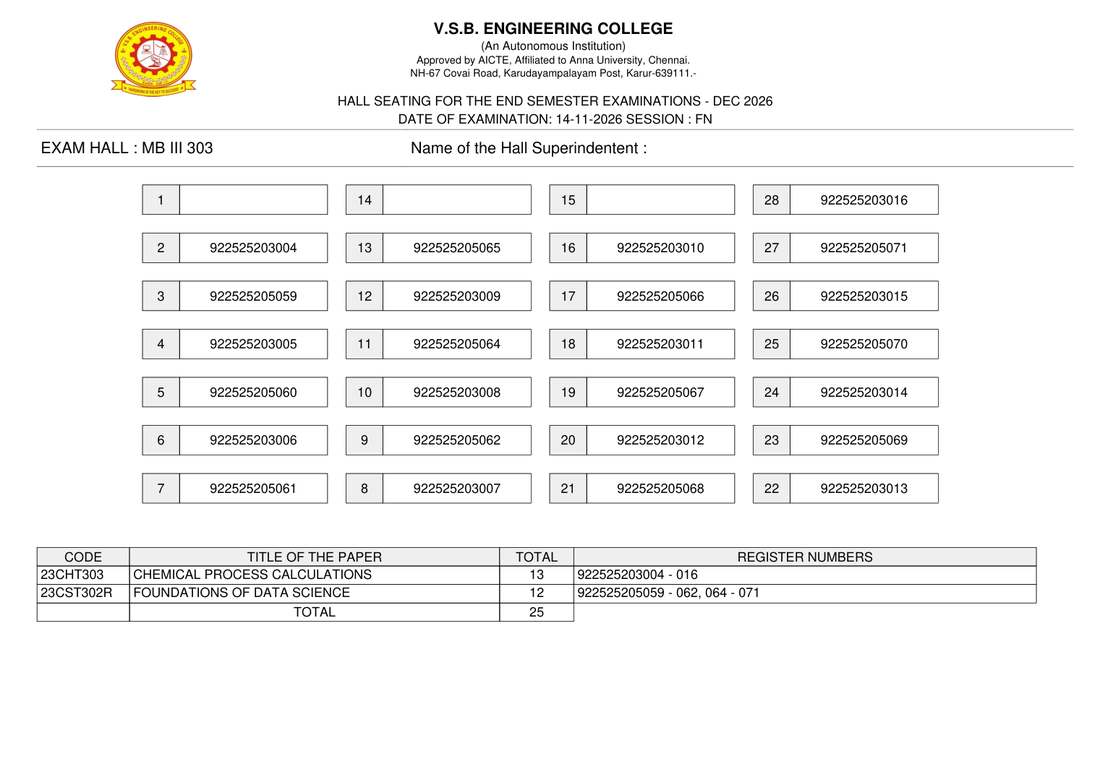 V.S.B. ENGINEERING COLLEGE
(An Autonomous Institution)
Approved by AICTE, Affiliated to Anna University, Chennai.
NH-67 Covai Road, Karudayampalayam Post, Karur-639111.-
HALL SEATING FOR THE END SEMESTER EXAMINATIONS - DEC 2026
DATE OF EXAMINATION: 14-11-2026 SESSION : FN
EXAM HALL : MB III 303 Name of the Hall Superindentent :
1 14 15 28 922525203016
2 922525203004 13 922525205065 16 922525203010 27 922525205071
3 922525205059 12 922525203009 17 922525205066 26 922525203015
4 922525203005 11 922525205064 18 922525203011 25 922525205070
5 922525205060 10 922525203008 19 922525205067 24 922525203014
6 922525203006 9 922525205062 20 922525203012 23 922525205069
7 922525205061 8 922525203007 21 922525205068 22 922525203013
CODE TITLE OF THE PAPER TOTAL REGISTER NUMBERS
23CHT303 CHEMICAL PROCESS CALCULATIONS 13 922525203004 - 016
23CST302R FOUNDATIONS OF DATA SCIENCE 12 922525205059 - 062, 064 - 071
TOTAL 25